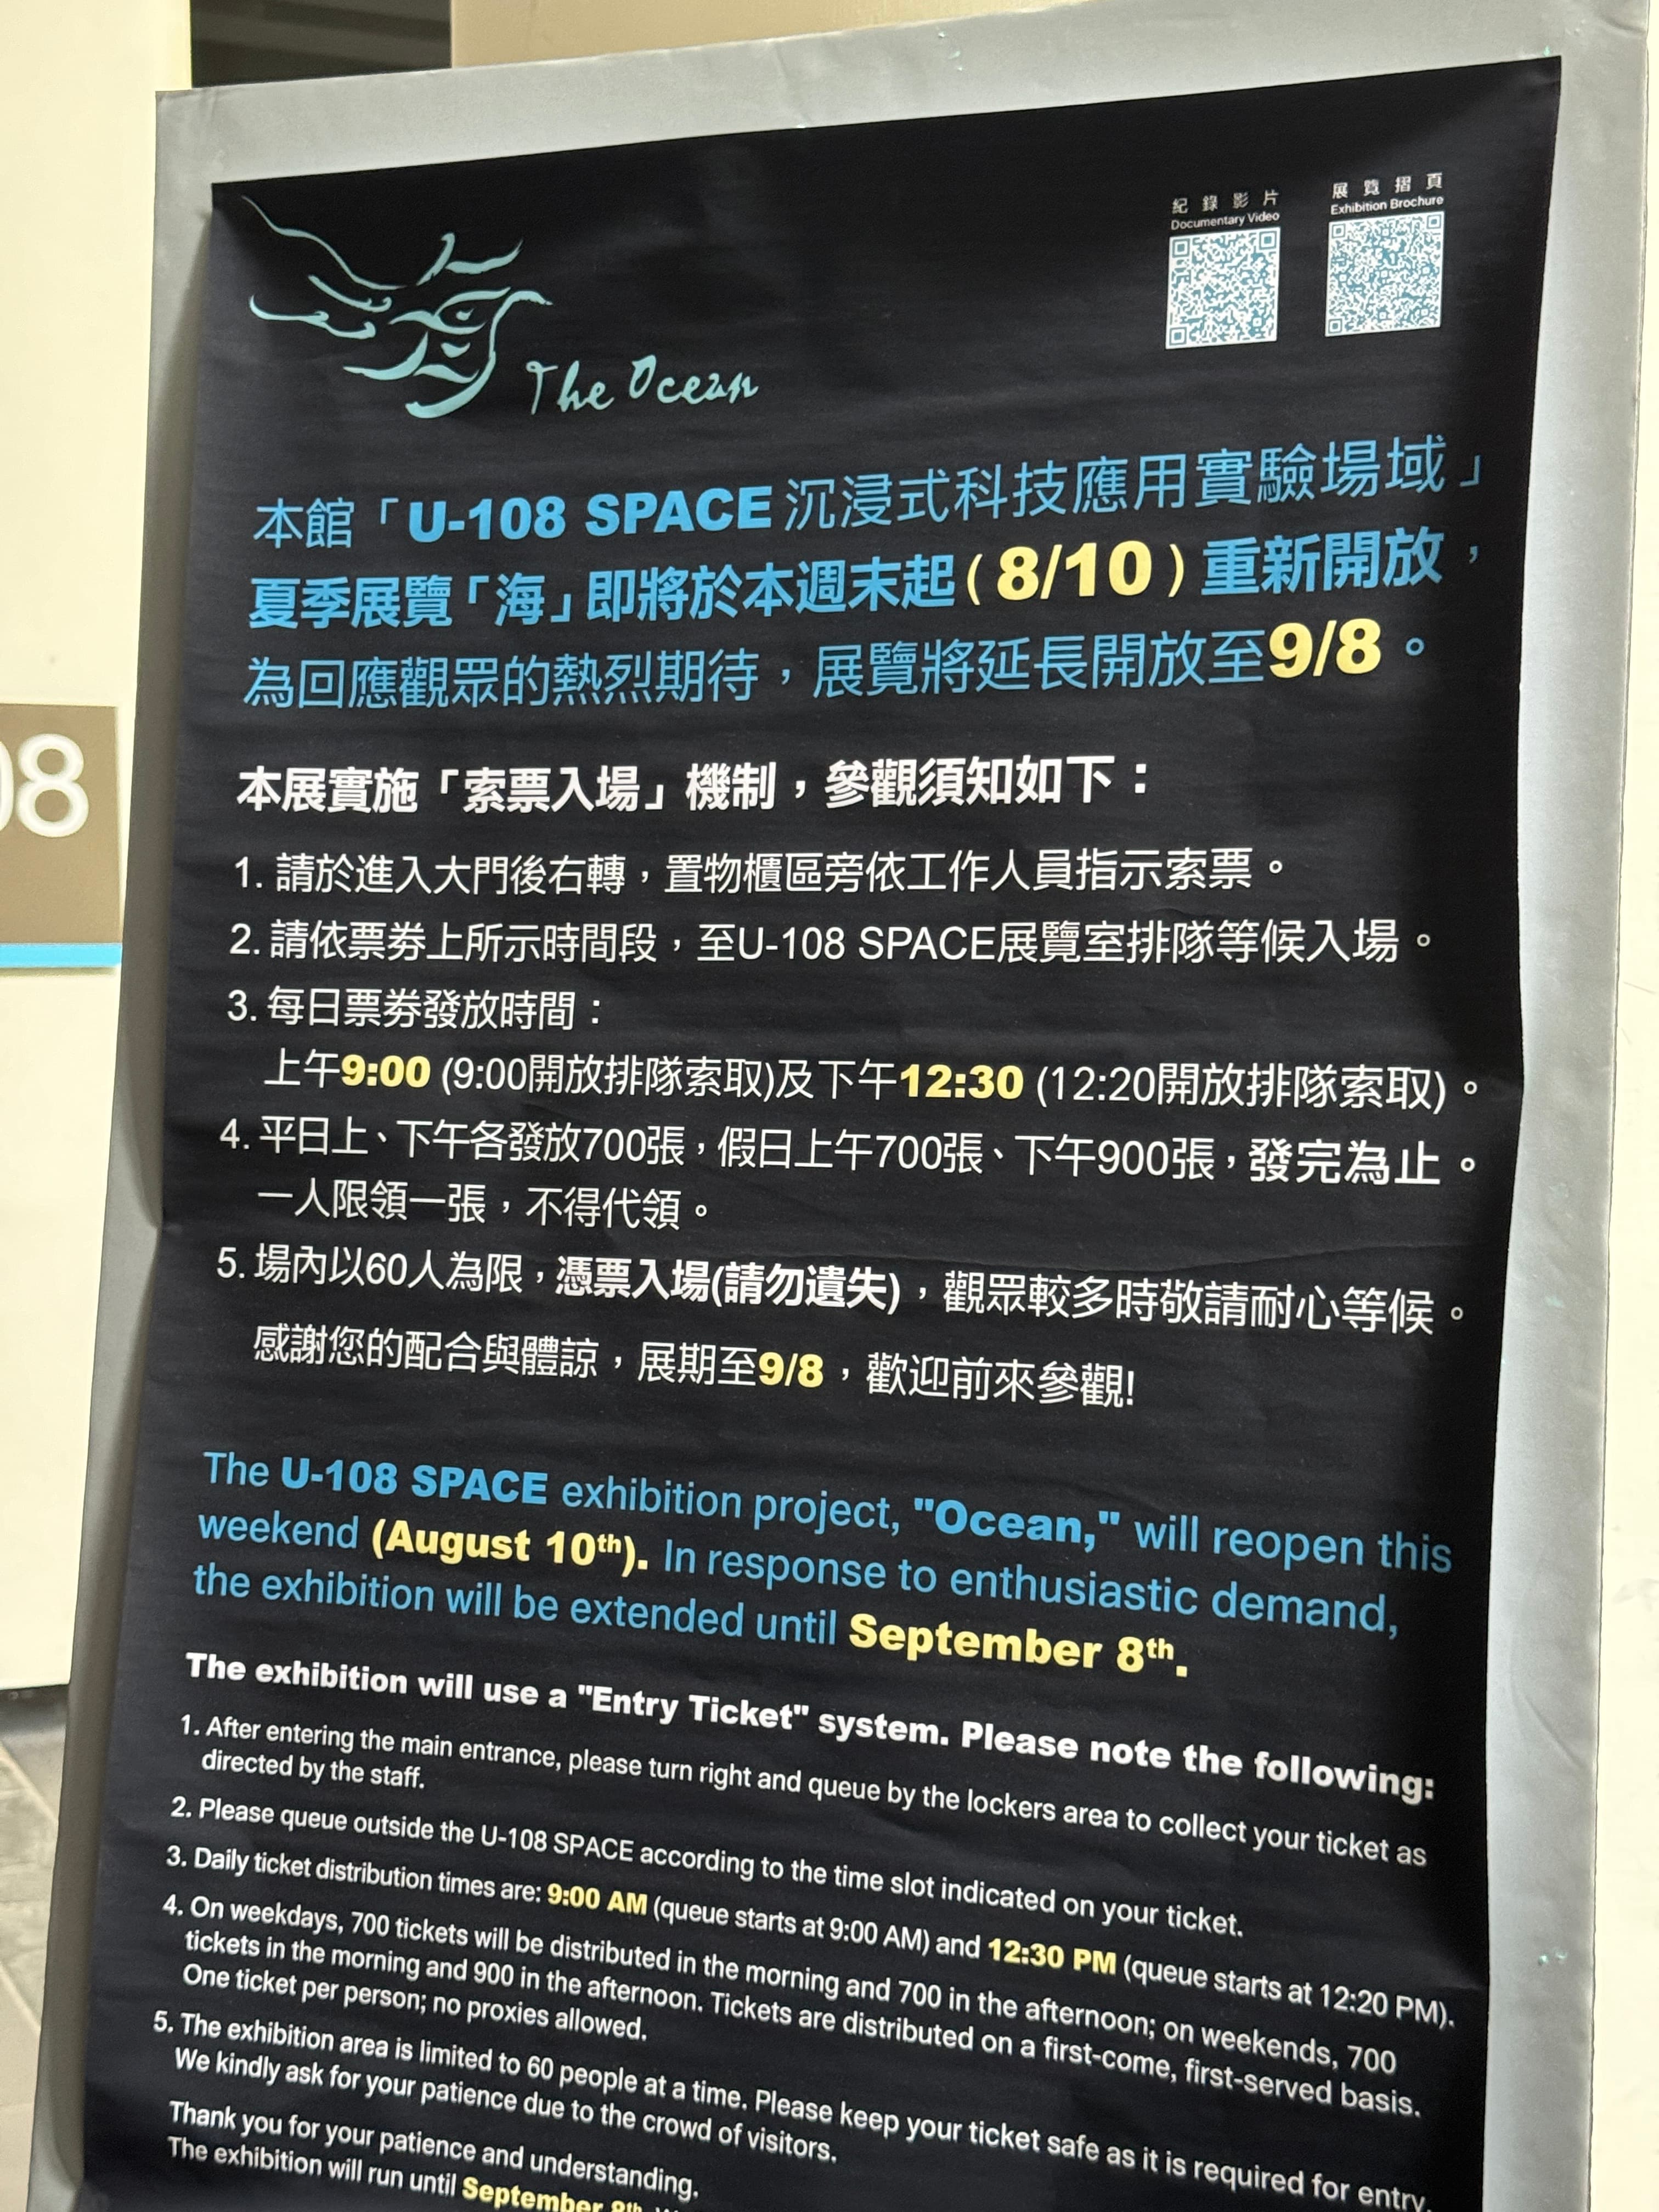 08
紀錄影片
Documentary Video
展覽摺頁
Exhibition Brochure
海 The Ocean
本館「U-108 SPACE 沉浸式科技應用實驗場域」
夏季展覽「海」即將於本週末起(8/10)重新開放，
為回應觀眾的熱烈期待，展覽將延長開放至9/8。
本展實施「索票入場」機制，參觀須知如下：
1. 請於進入大門後右轉，置物櫃區旁依工作人員指示索票。
2. 請依票券上所示時間段，至U-108 SPACE展覽室排隊等候入場。
3. 每日票券發放時間：
上午9:00 (9:00開放排隊索取)及下午12:30 (12:20開放排隊索取)。
4. 平日上、下午各發放700張，假日上午700張、下午900張，發完為止。
一人限領一張，不得代領。
5. 場內以60人為限，憑票入場(請勿遺失)，觀眾較多時敬請耐心等候。
感謝您的配合與體諒，展期至9/8，歡迎前來參觀!
The U-108 SPACE exhibition project, "Ocean," will reopen this
weekend (August 10th). In response to enthusiastic demand,
the exhibition will be extended until September 8th.
The exhibition will use a "Entry Ticket" system. Please note the following:
1. After entering the main entrance, please turn right and queue by the lockers area to collect your ticket as
directed by the staff.
2. Please queue outside the U-108 SPACE according to the time slot indicated on your ticket.
3. Daily ticket distribution times are: 9:00 AM (queue starts at 9:00 AM) and 12:30 PM (queue starts at 12:20 PM).
4. On weekdays, 700 tickets will be distributed in the morning and 700 in the afternoon; on weekends, 700
tickets in the morning and 900 in the afternoon. Tickets are distributed on a first-come, first-served basis.
One ticket per person; no proxies allowed.
5. The exhibition area is limited to 60 people at a time. Please keep your ticket safe as it is required for entry.
We kindly ask for your patience due to the crowd of visitors.
Thank you for your patience and understanding.
The exhibition will run until September 8th.